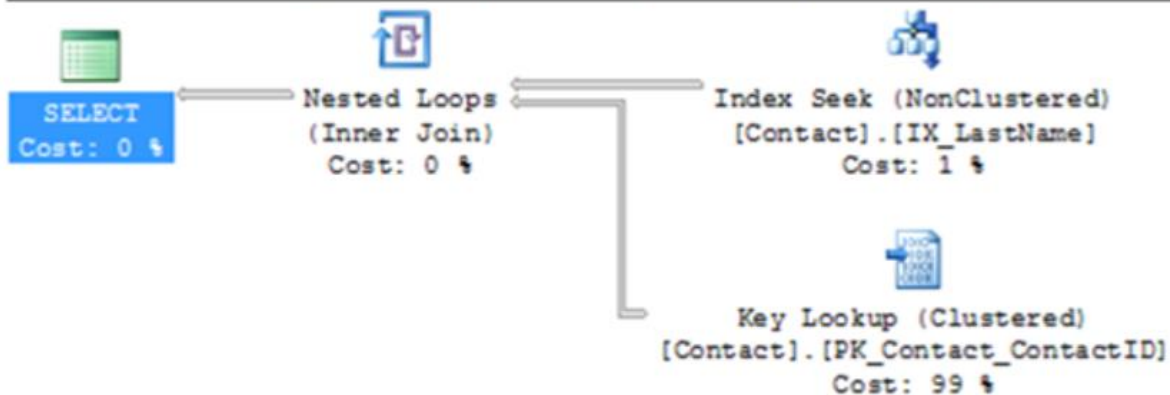 SELECT
Cost: 0 %
Nested Loops
(Inner Join)
Cost: 0 %
Index Seek (NonClustered)
[Contact].[IX_LastName]
Cost: 1 %
Key Lookup (Clustered)
[Contact].[PK_Contact_ContactID]
Cost: 99 %